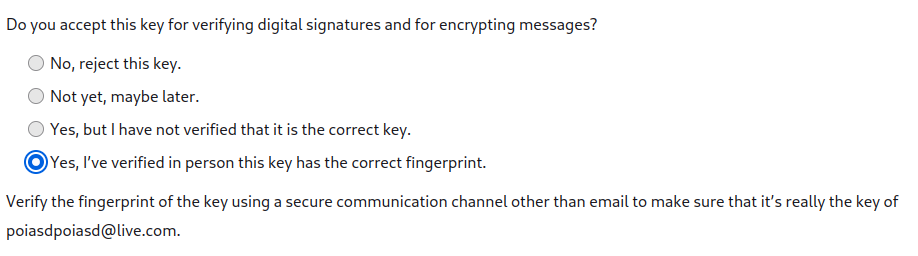 Do you accept this key for verifying digital signatures and for encrypting messages?
No, reject this key.
Not yet, maybe later.
Yes, but I have not verified that it is the correct key.
Yes, I’ve verified in person this key has the correct fingerprint.
Verify the fingerprint of the key using a secure communication channel other than email to make sure that it’s really the key of
poiasdpoiasd@live.com.